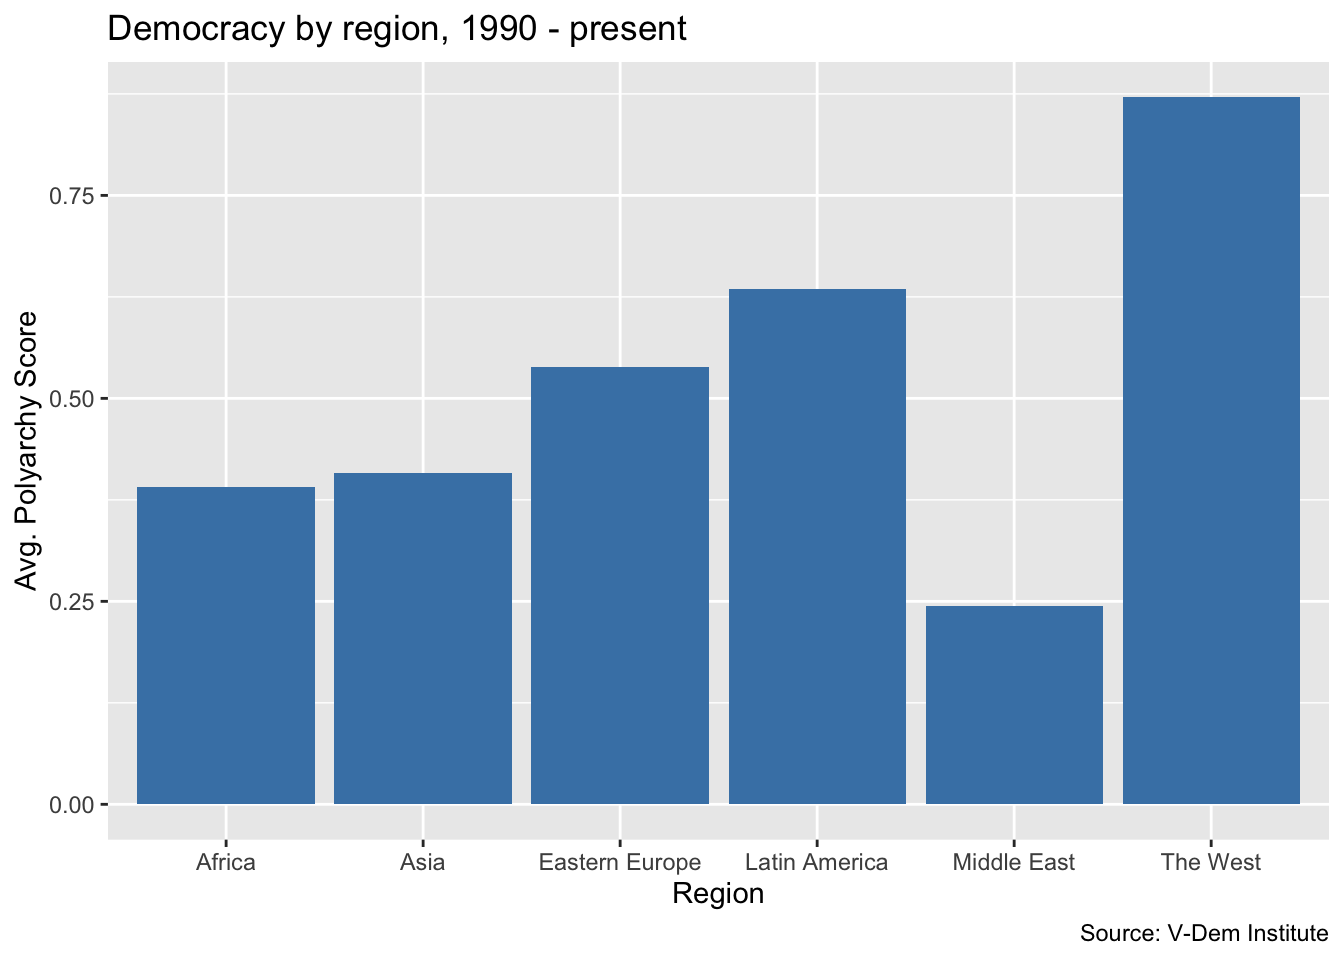 Democracy by region, 1990 - present
Avg. Polyarchy Score
0.75
0.50
0.25
0.00
Africa Asia Eastern Europe Latin America Middle East The West
Region
Source: V-Dem Institute